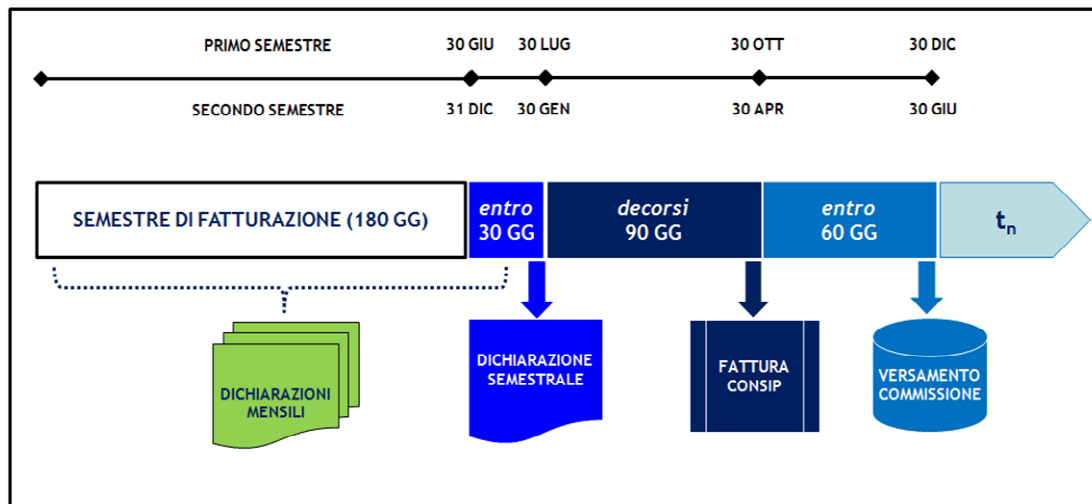 PRIMO SEMESTRE
30 GIU
30 LUG
30 OTT
30 DIC
SECONDO SEMESTRE
31 DIC
30 GEN
30 APR
30 GIU
SEMESTRE DI FATTURAZIONE (180 GG)
entro
30 GG
decorsi
90 GG
entro
60 GG
tn
DICHIARAZIONI
MENSILI
DICHIARAZIONE
SEMESTRALE
FATTURA
CONSIP
VERSAMENTO
COMMISSIONE